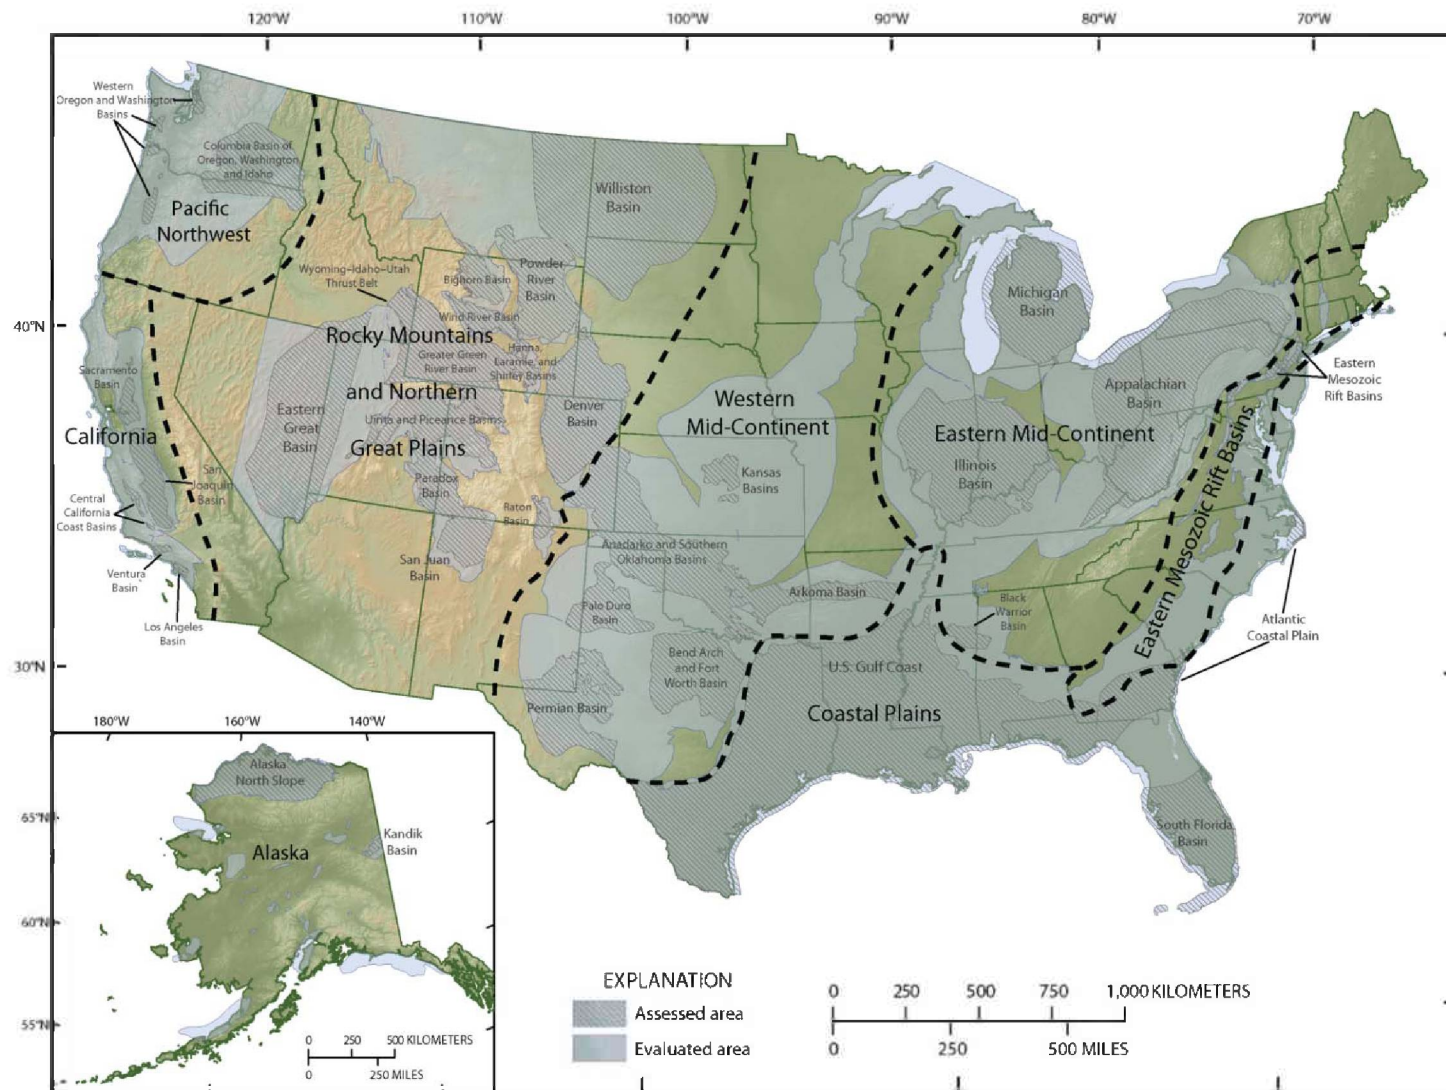 120°W
110°W
100°W
90°W
80°W
70°W
Western
Oregon and Washington
Basins
Columbia Basin of
Oregon, Washington
and Idaho
Pacific
Northwest
Williston
Basin
Wyoming–Idaho–Utah
Thrust Belt
Bighorn Basin
Powder
River
Basin
Michigan
Basin
40°N
Wind River Basin
Rocky Mountains
Greater Green
River Basin
Hanna,
Laramie, and
Shirley Basins
Sacramento
Basin
Eastern
Mesozoic
Rift Basins
Appalachian
Basin
and Northern
Eastern
Great
Basin
Uinta and Piceance Basins
Denver
Basin
Western
Mid-Continent
California
Great Plains
Eastern Mid-Continent
Illinois
Basin
San
Joaquin
Basin
Paradox
Basin
Kansas
Basins
Eastern Mesozoic Rift Basins
Central
California
Coast Basins
Raton
Basin
San Juan
Basin
Anadarko and Southern
Oklahoma Basins
Ventura
Basin
Arkoma Basin
Palo Duro
Basin
Black
Warrior
Basin
Los Angeles
Basin
Atlantic
Coastal Plain
30°N
Bend Arch
and Fort
Worth Basin
U.S. Gulf Coast
Permian Basin
Coastal Plains
180°W
160°W
140°W
Alaska
North Slope
65°N
Kandik
Basin
Alaska
South Florida
Basin
60°N
55°N
0 250 500 KILOMETERS
0 250 MILES
EXPLANATION
Assessed area
Evaluated area
0 250 500 750 1,000 KILOMETERS
0 250 500 MILES